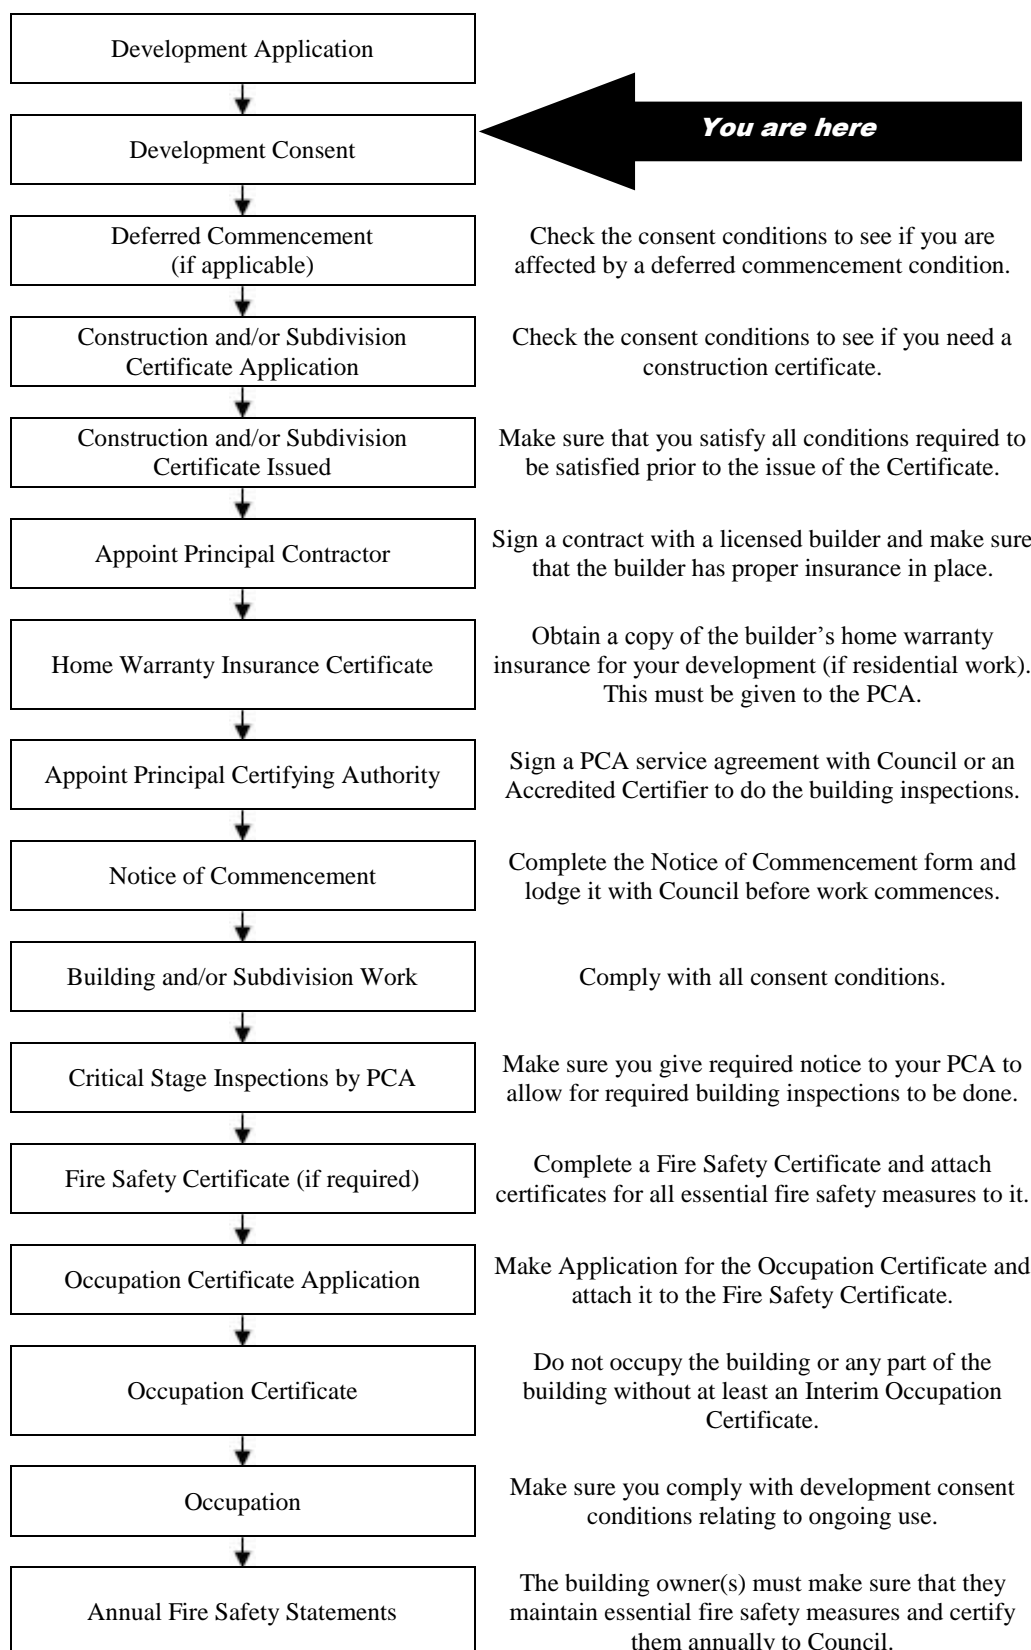 Development Application
Development Consent
You are here
Deferred Commencement
(if applicable)
Check the consent conditions to see if you are
affected by a deferred commencement condition.
Construction and/or Subdivision
Certificate Application
Check the consent conditions to see if you need a
construction certificate.
Construction and/or Subdivision
Certificate Issued
Make sure that you satisfy all conditions required to
be satisfied prior to the issue of the Certificate.
Appoint Principal Contractor
Sign a contract with a licensed builder and make sure
that the builder has proper insurance in place.
Home Warranty Insurance Certificate
Obtain a copy of the builder’s home warranty
insurance for your development (if residential work).
This must be given to the PCA.
Appoint Principal Certifying Authority
Sign a PCA service agreement with Council or an
Accredited Certifier to do the building inspections.
Notice of Commencement
Complete the Notice of Commencement form and
lodge it with Council before work commences.
Building and/or Subdivision Work
Comply with all consent conditions.
Critical Stage Inspections by PCA
Make sure you give required notice to your PCA to
allow for required building inspections to be done.
Fire Safety Certificate (if required)
Complete a Fire Safety Certificate and attach
certificates for all essential fire safety measures to it.
Occupation Certificate Application
Make Application for the Occupation Certificate and
attach it to the Fire Safety Certificate.
Occupation Certificate
Do not occupy the building or any part of the
building without at least an Interim Occupation
Certificate.
Occupation
Make sure you comply with development consent
conditions relating to ongoing use.
Annual Fire Safety Statements
The building owner(s) must make sure that they
maintain essential fire safety measures and certify
them annually to Council.